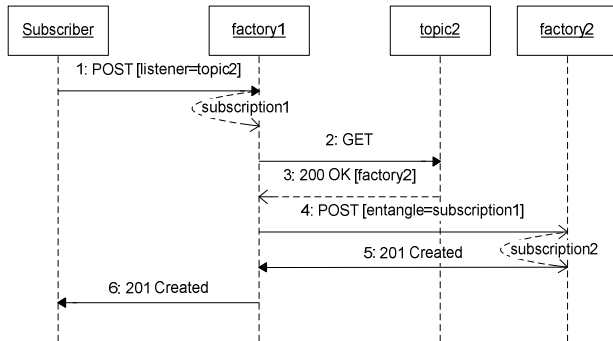 Subscriber
factory1
topic2
factory2
1: POST [listener=topic2]
subscription1
2: GET
3: 200 OK [factory2]
4: POST [entangle=subscription1]
subscription2
5: 201 Created
6: 201 Created